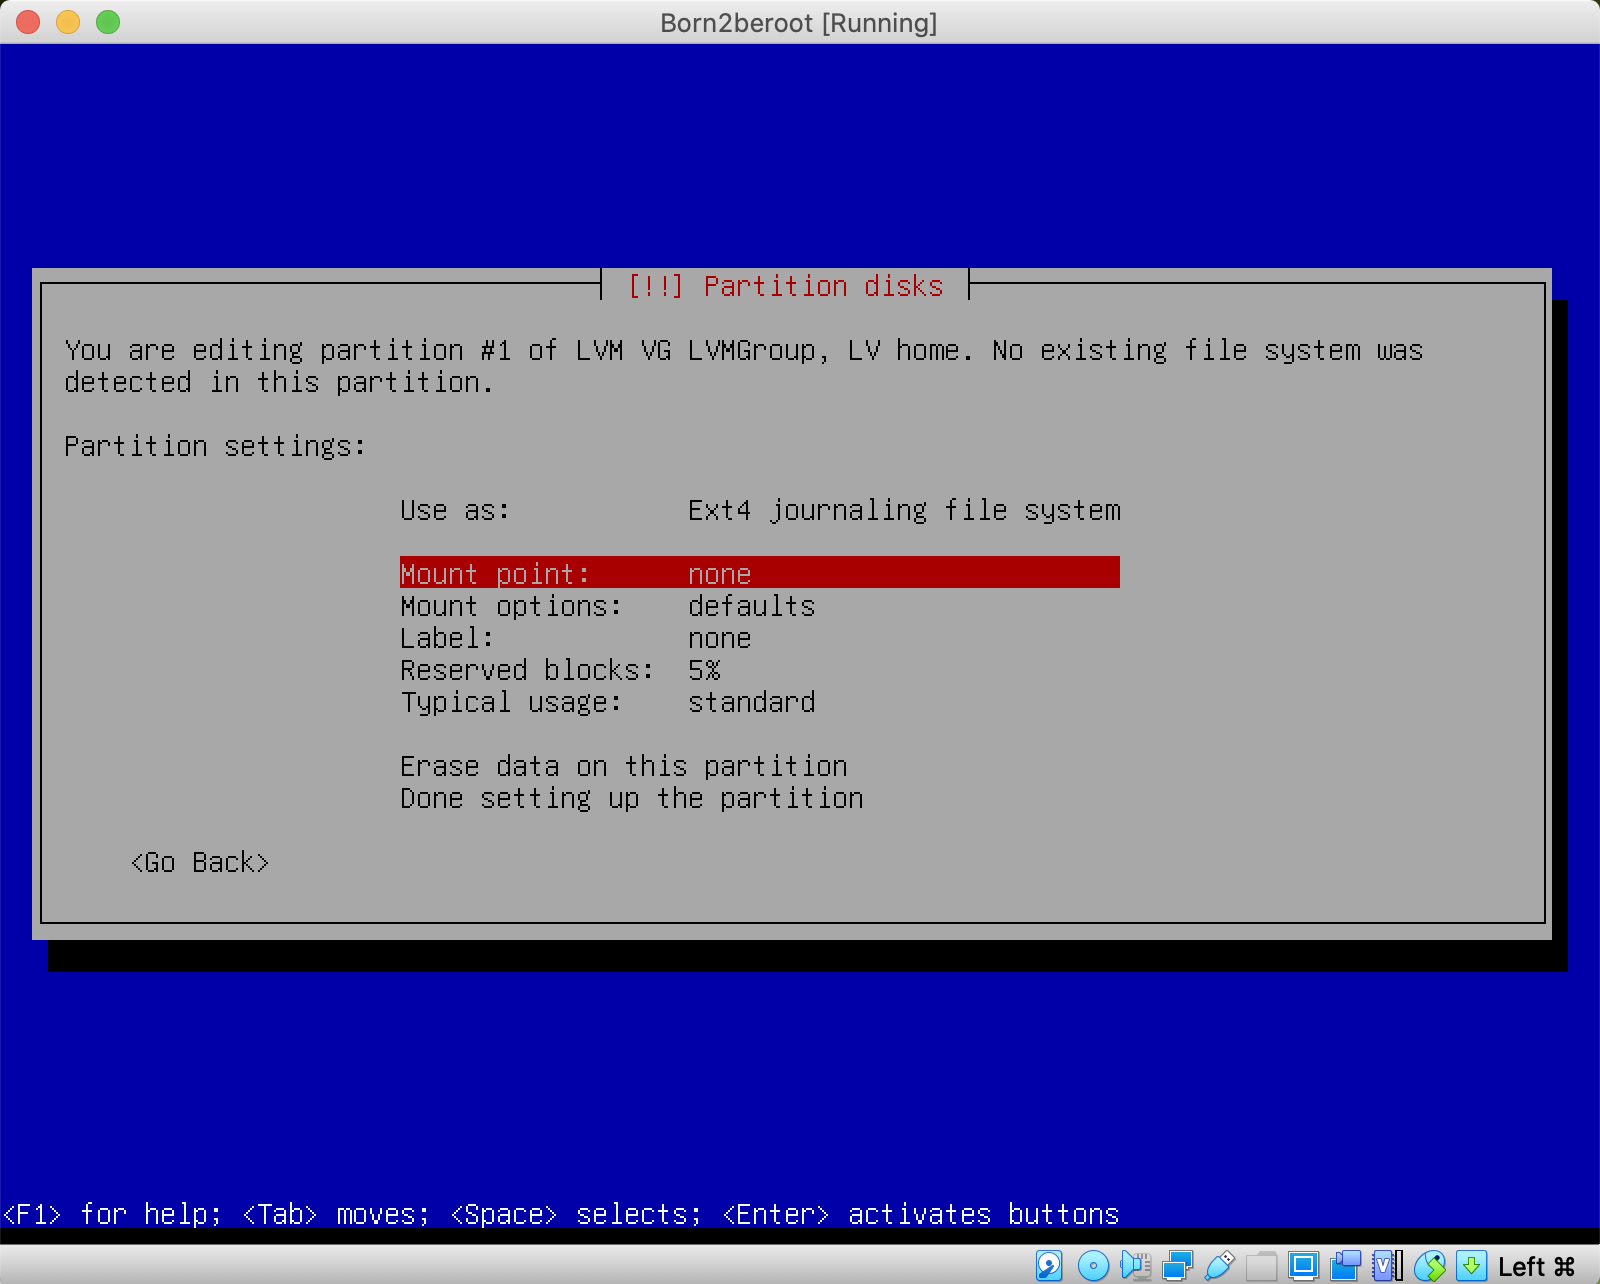 Born2beroot [Running]
[!!] Partition disks
You are editing partition #1 of LVM VG LVMGroup, LV home. No existing file system was
detected in this partition.
Partition settings:
Use as: Ext4 journaling file system
Mount point: none
Mount options: defaults
Label: none
Reserved blocks: 5%
Typical usage: standard
Erase data on this partition
Done setting up the partition
<Go Back>
<F1> for help; <Tab> moves; <Space> selects; <Enter> activates buttons
Left ⌘